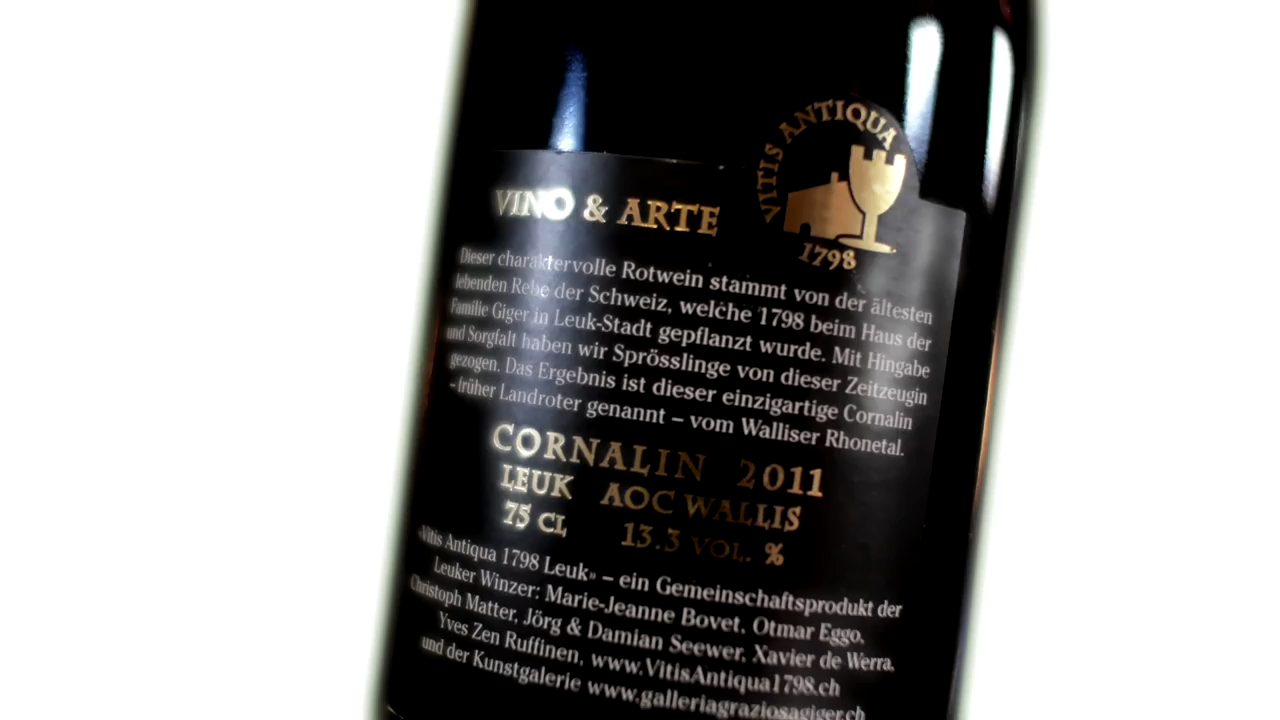 VITIS ANTIQUA
1798
VINO & ARTE
Dieser charaktervolle Rotwein stammt von der ältesten
lebenden Rebe der Schweiz, welche 1798 beim Haus der
Familie Giger in Leuk-Stadt gepflanzt wurde. Mit Hingabe
und Sorgfalt haben wir Sprösslinge von dieser Zeitzeugin
gezogen. Das Ergebnis ist dieser einzigartige Cornalin
– früher Landroter genannt – vom Walliser Rhonetal.
CORNALIN 2011
LEUK AOC WALLIS
75 CL 13.3 VOL. %
«Vitis Antiqua 1798 Leuk» – ein Gemeinschaftsprodukt der
Leuker Winzer: Marie-Jeanne Bovet, Otmar Eggo,
Christoph Matter, Jörg & Damian Seewer, Xavier de Werra,
Yves Zen Ruffinen, www.VitisAntiqua1798.ch
und der Kunstgalerie www.galleriagraziosagiger.ch